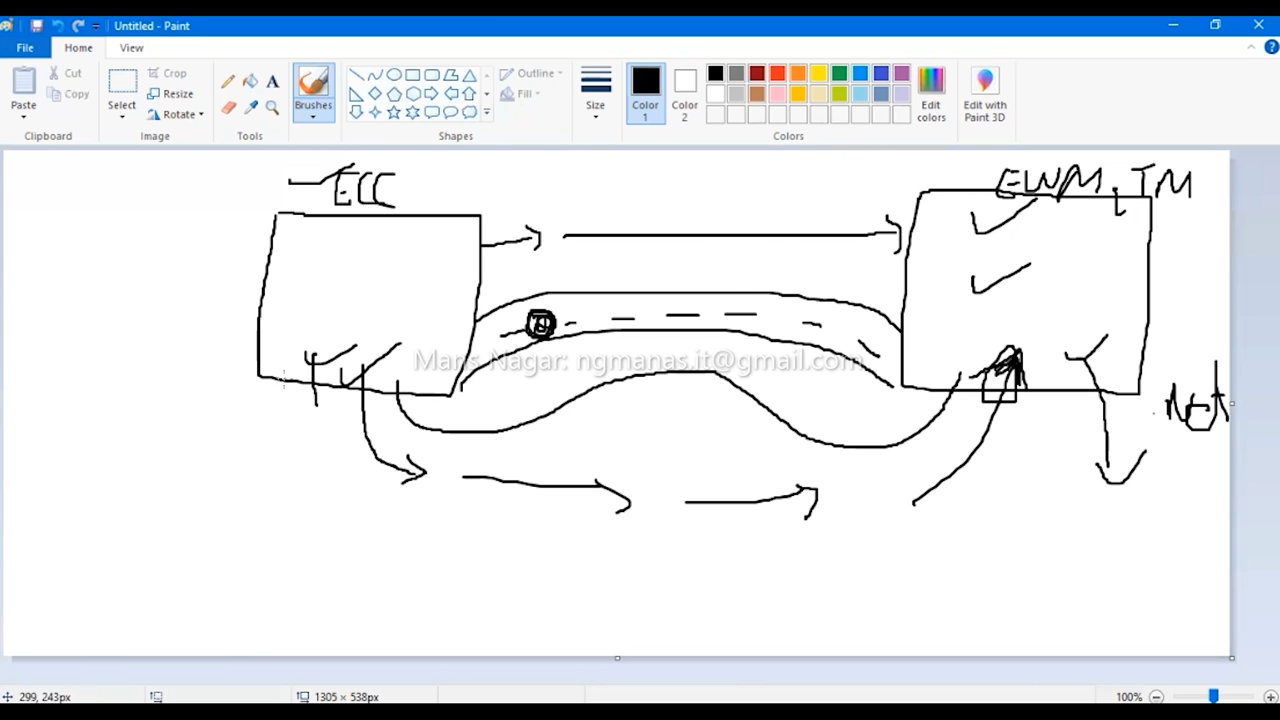 Untitled - Paint
File Home View
Paste
Cut
Copy
Clipboard
Select
Crop
Resize
Rotate
Image
A
Tools
Brushes
Outline
Fill
Shapes
Size
Color 1
Color 2
Edit colors
Colors
Edit with Paint 3D
ECC
EWM, TM
Manas Nagar: ngmanas.it@gmail.com
299, 243px
1305 × 538px
100%